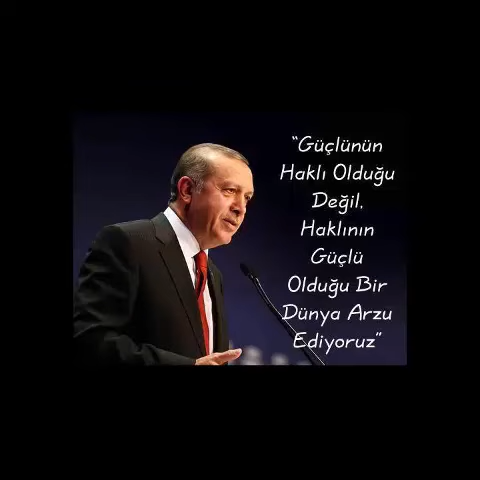 "Güçlünün
Haklı Olduğu
Değil,
Haklının
Güçlü
Olduğu Bir
Dünya Arzu
Ediyoruz"